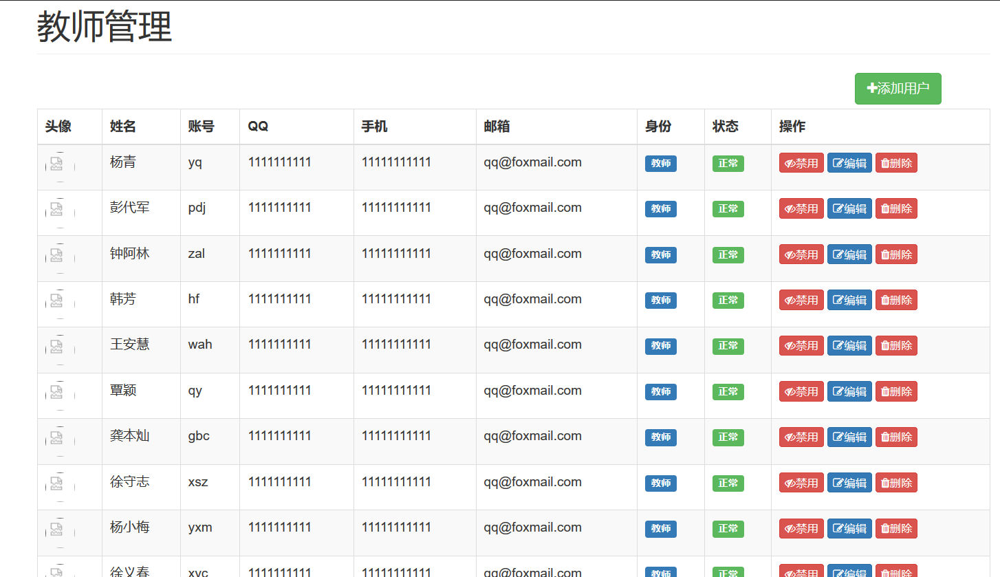 教师管理
添加用户
头像 姓名 账号 QQ 手机 邮箱 身份 状态 操作
杨青 yq 1111111111 11111111111 qq@foxmail.com 教师 正常 禁用 编辑 删除
彭代军 pdj 1111111111 11111111111 qq@foxmail.com 教师 正常 禁用 编辑 删除
钟阿林 zal 1111111111 11111111111 qq@foxmail.com 教师 正常 禁用 编辑 删除
韩芳 hf 1111111111 11111111111 qq@foxmail.com 教师 正常 禁用 编辑 删除
王安慧 wah 1111111111 11111111111 qq@foxmail.com 教师 正常 禁用 编辑 删除
覃颖 qy 1111111111 11111111111 qq@foxmail.com 教师 正常 禁用 编辑 删除
龚本灿 gbc 1111111111 11111111111 qq@foxmail.com 教师 正常 禁用 编辑 删除
徐守志 xsz 1111111111 11111111111 qq@foxmail.com 教师 正常 禁用 编辑 删除
杨小梅 yxm 1111111111 11111111111 qq@foxmail.com 教师 正常 禁用 编辑 删除
徐义春 xyc 1111111111 11111111111 qq@foxmail.com 教师 正常 禁用 编辑 删除